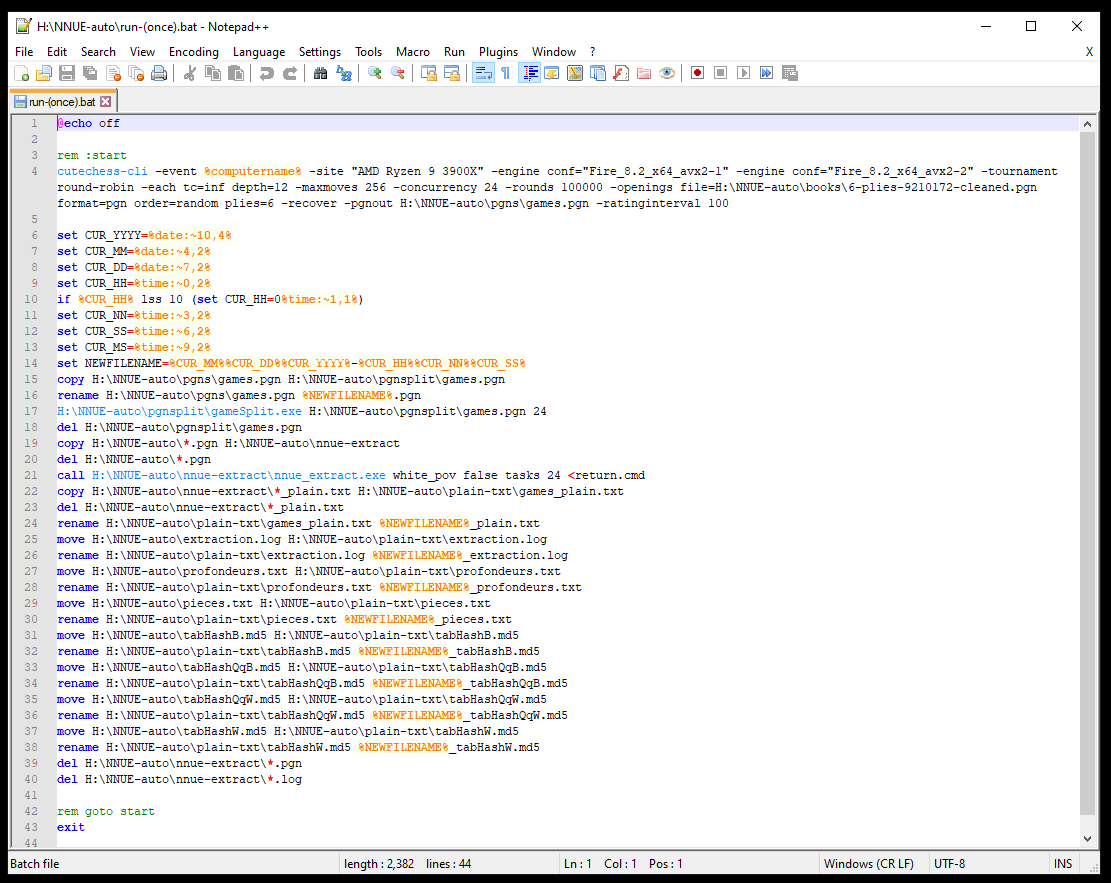 H:\NNUE-auto\run-(once).bat - Notepad++
File Edit Search View Encoding Language Settings Tools Macro Run Plugins Window ? X
run-(once).bat
1 @echo off
2
3 rem :start
4 cutechess-cli -event %computername% -site "AMD Ryzen 9 3900X" -engine conf="Fire_8.2_x64_avx2-1" -engine conf="Fire_8.2_x64_avx2-2" -tournament
round-robin -each tc=inf depth=12 -maxmoves 256 -concurrency 24 -rounds 100000 -openings file=H:\NNUE-auto\books\6-plies-9210172-cleaned.pgn
format=pgn order=random plies=6 -recover -pgnout H:\NNUE-auto\pgns\games.pgn -ratinginterval 100
5
6 set CUR_YYYY=%date:~10,4%
7 set CUR_MM=%date:~4,2%
8 set CUR_DD=%date:~7,2%
9 set CUR_HH=%time:~0,2%
10 if %CUR_HH% lss 10 (set CUR_HH=0%time:~1,1%)
11 set CUR_NN=%time:~3,2%
12 set CUR_SS=%time:~6,2%
13 set CUR_MS=%time:~9,2%
14 set NEWFILENAME=%CUR_MM%%CUR_DD%%CUR_YYYY%-%CUR_HH%%CUR_NN%%CUR_SS%
15 copy H:\NNUE-auto\pgns\games.pgn H:\NNUE-auto\pgnsplit\games.pgn
16 rename H:\NNUE-auto\pgns\games.pgn %NEWFILENAME%.pgn
17 H:\NNUE-auto\pgnsplit\gameSplit.exe H:\NNUE-auto\pgnsplit\games.pgn 24
18 del H:\NNUE-auto\pgnsplit\games.pgn
19 copy H:\NNUE-auto\*.pgn H:\NNUE-auto\nnue-extract
20 del H:\NNUE-auto\*.pgn
21 call H:\NNUE-auto\nnue-extract\nnue_extract.exe white_pov false tasks 24 <return.cmd
22 copy H:\NNUE-auto\nnue-extract\*_plain.txt H:\NNUE-auto\plain-txt\games_plain.txt
23 del H:\NNUE-auto\nnue-extract\*_plain.txt
24 rename H:\NNUE-auto\plain-txt\games_plain.txt %NEWFILENAME%_plain.txt
25 move H:\NNUE-auto\extraction.log H:\NNUE-auto\plain-txt\extraction.log
26 rename H:\NNUE-auto\plain-txt\extraction.log %NEWFILENAME%_extraction.log
27 move H:\NNUE-auto\profondeurs.txt H:\NNUE-auto\plain-txt\profondeurs.txt
28 rename H:\NNUE-auto\plain-txt\profondeurs.txt %NEWFILENAME%_profondeurs.txt
29 move H:\NNUE-auto\pieces.txt H:\NNUE-auto\plain-txt\pieces.txt
30 rename H:\NNUE-auto\plain-txt\pieces.txt %NEWFILENAME%_pieces.txt
31 move H:\NNUE-auto\tabHashB.md5 H:\NNUE-auto\plain-txt\tabHashB.md5
32 rename H:\NNUE-auto\plain-txt\tabHashB.md5 %NEWFILENAME%_tabHashB.md5
33 move H:\NNUE-auto\tabHashQqB.md5 H:\NNUE-auto\plain-txt\tabHashQqB.md5
34 rename H:\NNUE-auto\plain-txt\tabHashQqB.md5 %NEWFILENAME%_tabHashQqB.md5
35 move H:\NNUE-auto\tabHashQqW.md5 H:\NNUE-auto\plain-txt\tabHashQqW.md5
36 rename H:\NNUE-auto\plain-txt\tabHashQqW.md5 %NEWFILENAME%_tabHashQqW.md5
37 move H:\NNUE-auto\tabHashW.md5 H:\NNUE-auto\plain-txt\tabHashW.md5
38 rename H:\NNUE-auto\plain-txt\tabHashW.md5 %NEWFILENAME%_tabHashW.md5
39 del H:\NNUE-auto\nnue-extract\*.pgn
40 del H:\NNUE-auto\nnue-extract\*.log
41
42 rem goto start
43 exit
44
Batch file length : 2,382 lines : 44 Ln : 1 Col : 1 Pos : 1 Windows (CR LF) UTF-8 INS